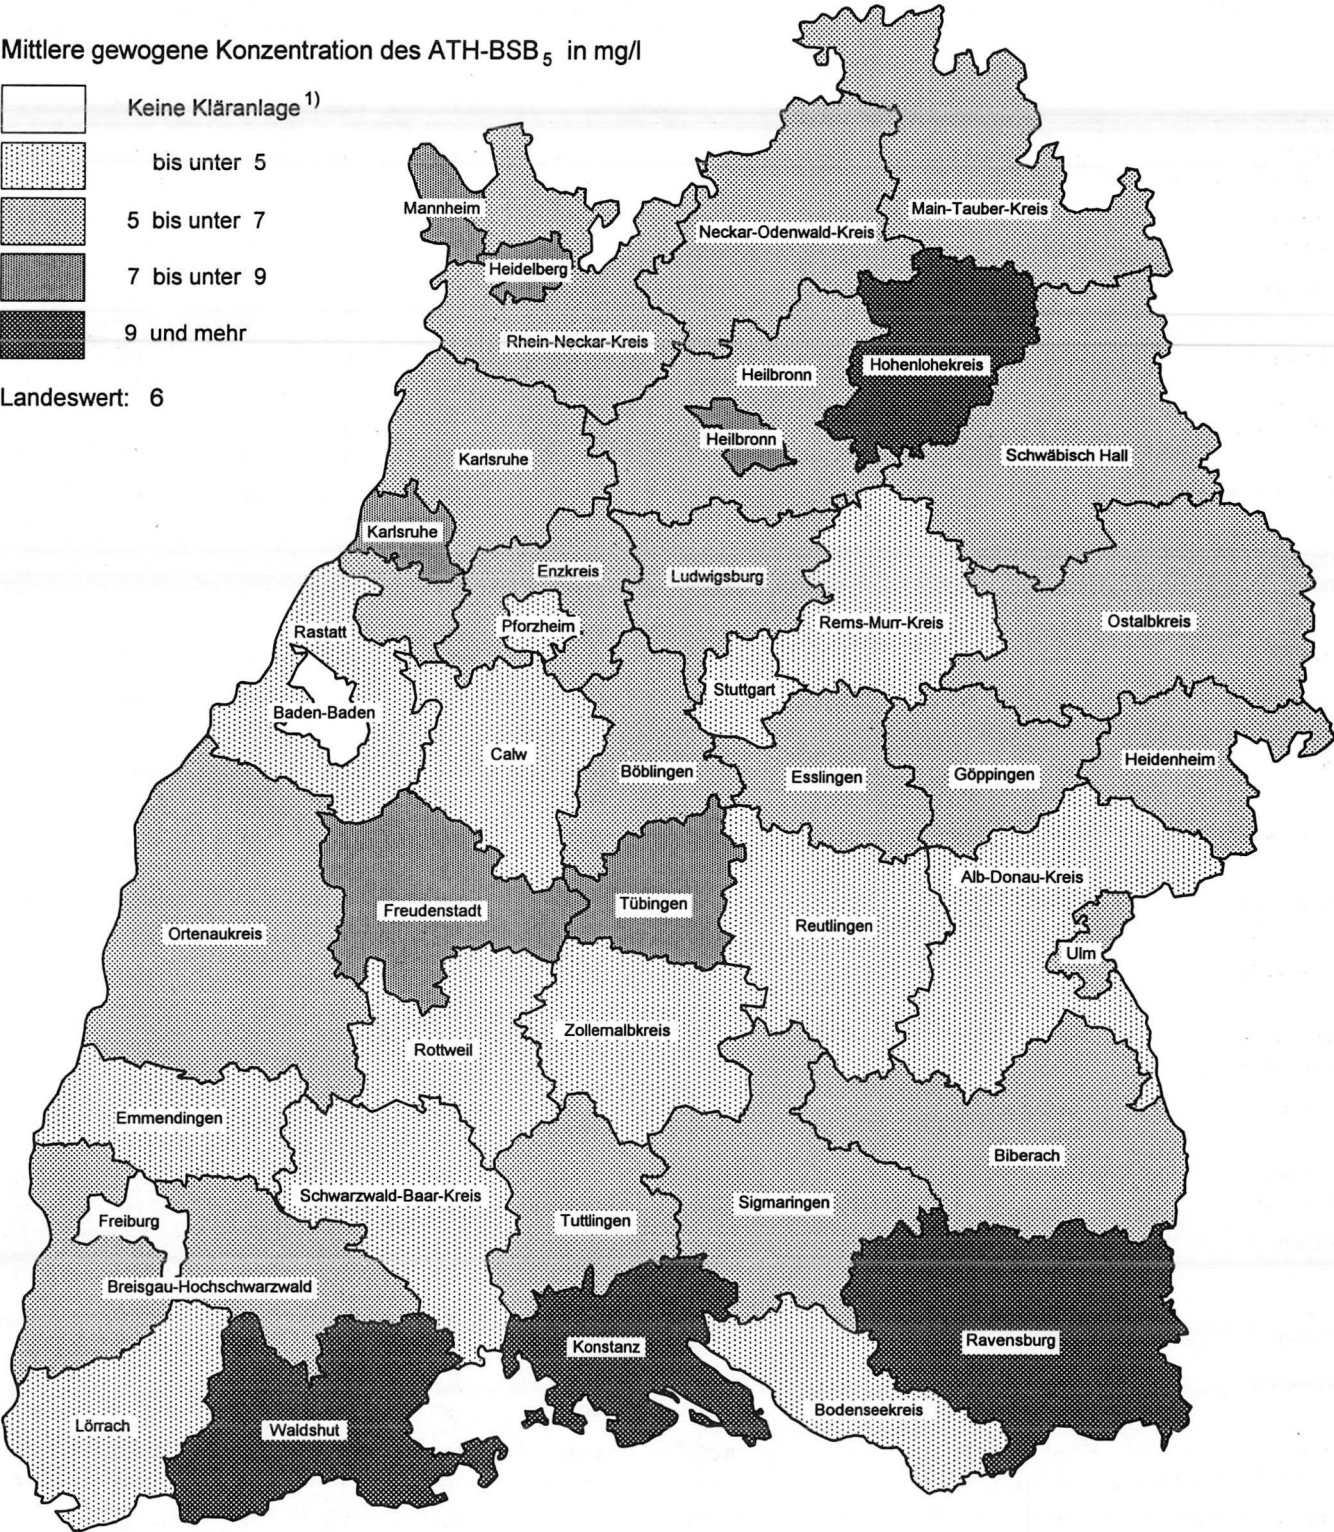 Mittlere gewogene Konzentration des ATH-BSB5 in mg/l
Keine Kläranlage 1)
bis unter 5
5 bis unter 7
7 bis unter 9
9 und mehr
Landeswert: 6
Mannheim
Main-Tauber-Kreis
Neckar-Odenwald-Kreis
Heidelberg
Rhein-Neckar-Kreis
Hohenlohekreis
Heilbronn
Heilbronn
Karlsruhe
Schwäbisch Hall
Karlsruhe
Enzkreis
Ludwigsburg
Pforzheim
Rems-Murr-Kreis
Ostalbkreis
Rastatt
Stuttgart
Baden-Baden
Calw
Böblingen
Esslingen
Göppingen
Heidenheim
Alb-Donau-Kreis
Freudenstadt
Tübingen
Reutlingen
Ortenaukreis
Ulm
Zollernalbkreis
Rottweil
Emmendingen
Biberach
Schwarzwald-Baar-Kreis
Sigmaringen
Freiburg
Tuttlingen
Breisgau-Hochschwarzwald
Konstanz
Ravensburg
Bodenseekreis
Lörrach
Waldshut